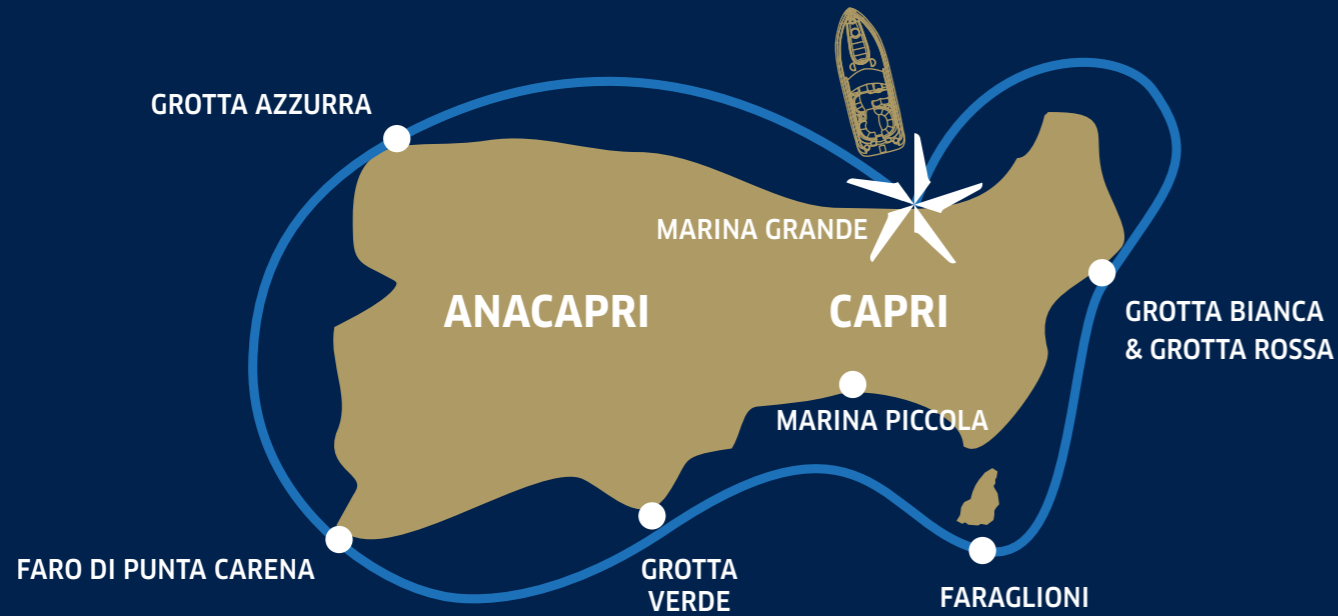 GROTTA AZZURRA
MARINA GRANDE
ANACAPRI
CAPRI
GROTTA BIANCA
& GROTTA ROSSA
MARINA PICCOLA
FARO DI PUNTA CARENA
GROTTA
VERDE
FARAGLIONI